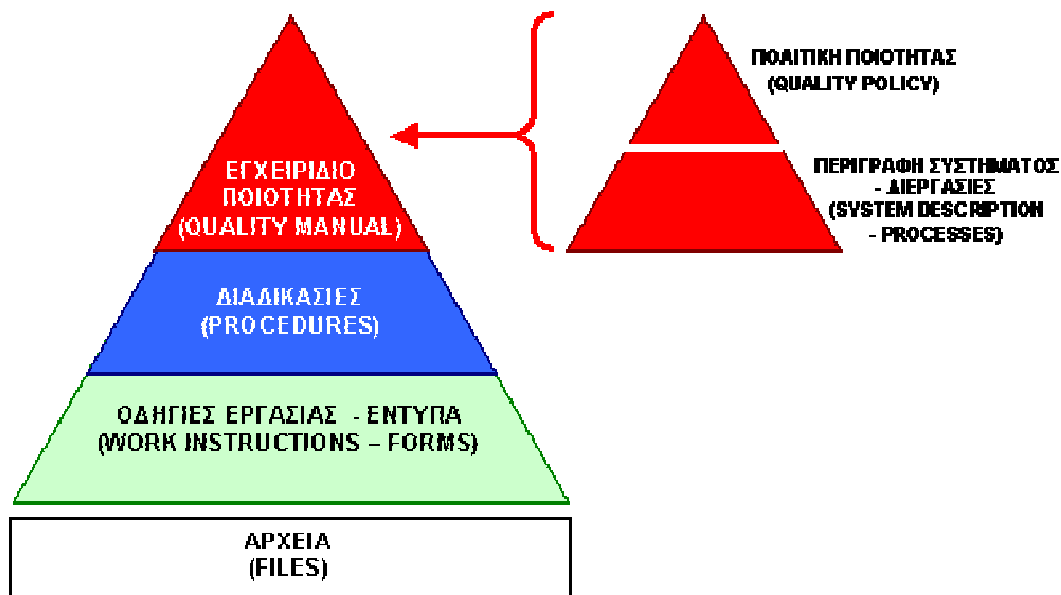 ΕΓΧΕΙΡΙΔΙΟ
ΠΟΙΟΤΗΤΑΣ
(QUALITY MANUAL)
ΔΙΑΔΙΚΑΣΙΕΣ
(PROCEDURES)
ΟΔΗΓΙΕΣ ΕΡΓΑΣΙΑΣ - ΕΝΤΥΠΑ
(WORK INSTRUCTIONS – FORMS)
ΑΡΧΕΙΑ
(FILES)
ΠΟΛΙΤΙΚΗ ΠΟΙΟΤΗΤΑΣ
(QUALITY POLICY)
ΠΕΡΙΓΡΑΦΗ ΣΥΣΤΗΜΑΤΟΣ
- ΔΙΕΡΓΑΣΙΕΣ
(SYSTEM DESCRIPTION
- PROCESSES)